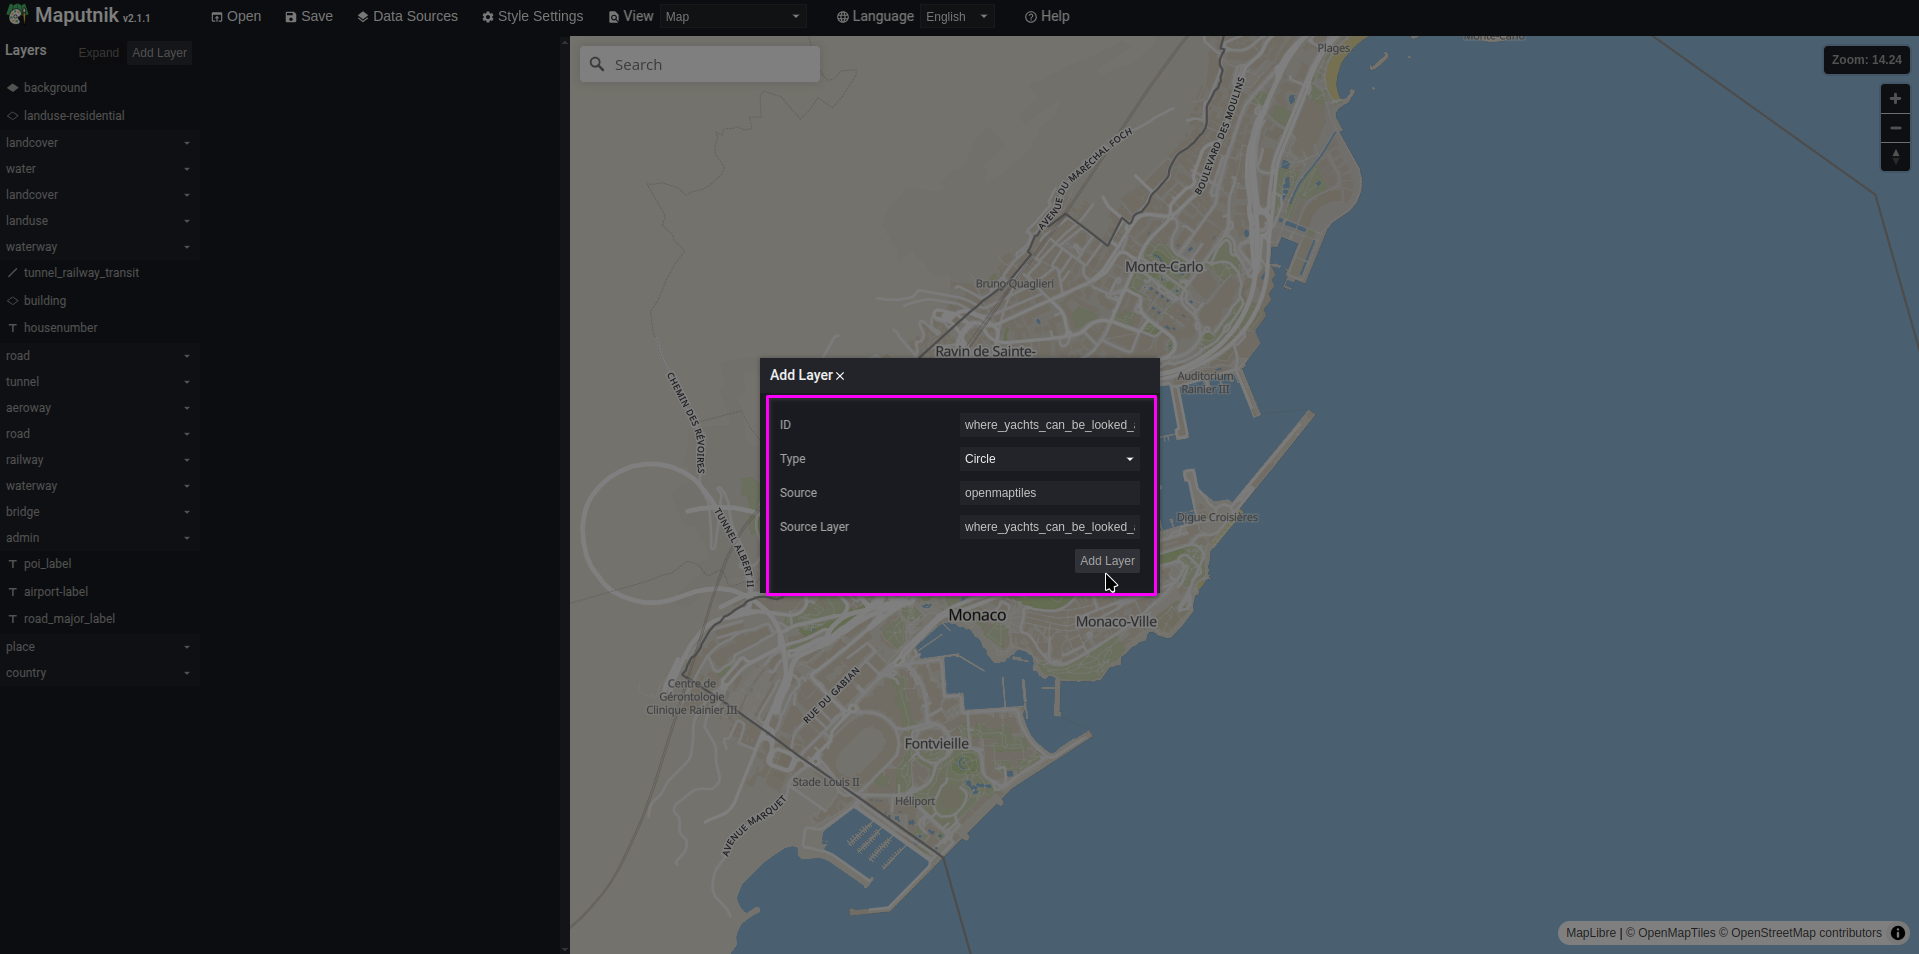 Maputnik v2.1.1
Open
Save
Data Sources
Style Settings
View
Map
Language
English
Help
Layers
Expand
Add Layer
background
landuse-residential
landcover
water
landcover
landuse
waterway
tunnel_railway_transit
building
housenumber
road
tunnel
aeroway
road
railway
waterway
bridge
admin
poi_label
airport-label
road_major_label
place
country
Search
Zoom: 14.24
Plages
Monte-Carlo
BOULEVARD DES MOULINS
AVENUE DU MARÉCHAL FOCH
Monte-Carlo
Bruno Quaglieri
Ravin de Sainte-
CHEMIN DES RÉVOIRES
Auditorium
Rainier III
Add Layer
ID
where_yachts_can_be_looked_
Type
Circle
Source
openmaptiles
Source Layer
where_yachts_can_be_looked_
Add Layer
TUNNEL ALBERT II
Digue Croisières
Monaco
Monaco-Ville
Centre de
Gérontologie
Clinique Rainier III
RUE DU GABIAN
Fontvieille
Stade Louis II
Héliport
AVENUE MARQUET
MapLibre | © OpenMapTiles © OpenStreetMap contributors